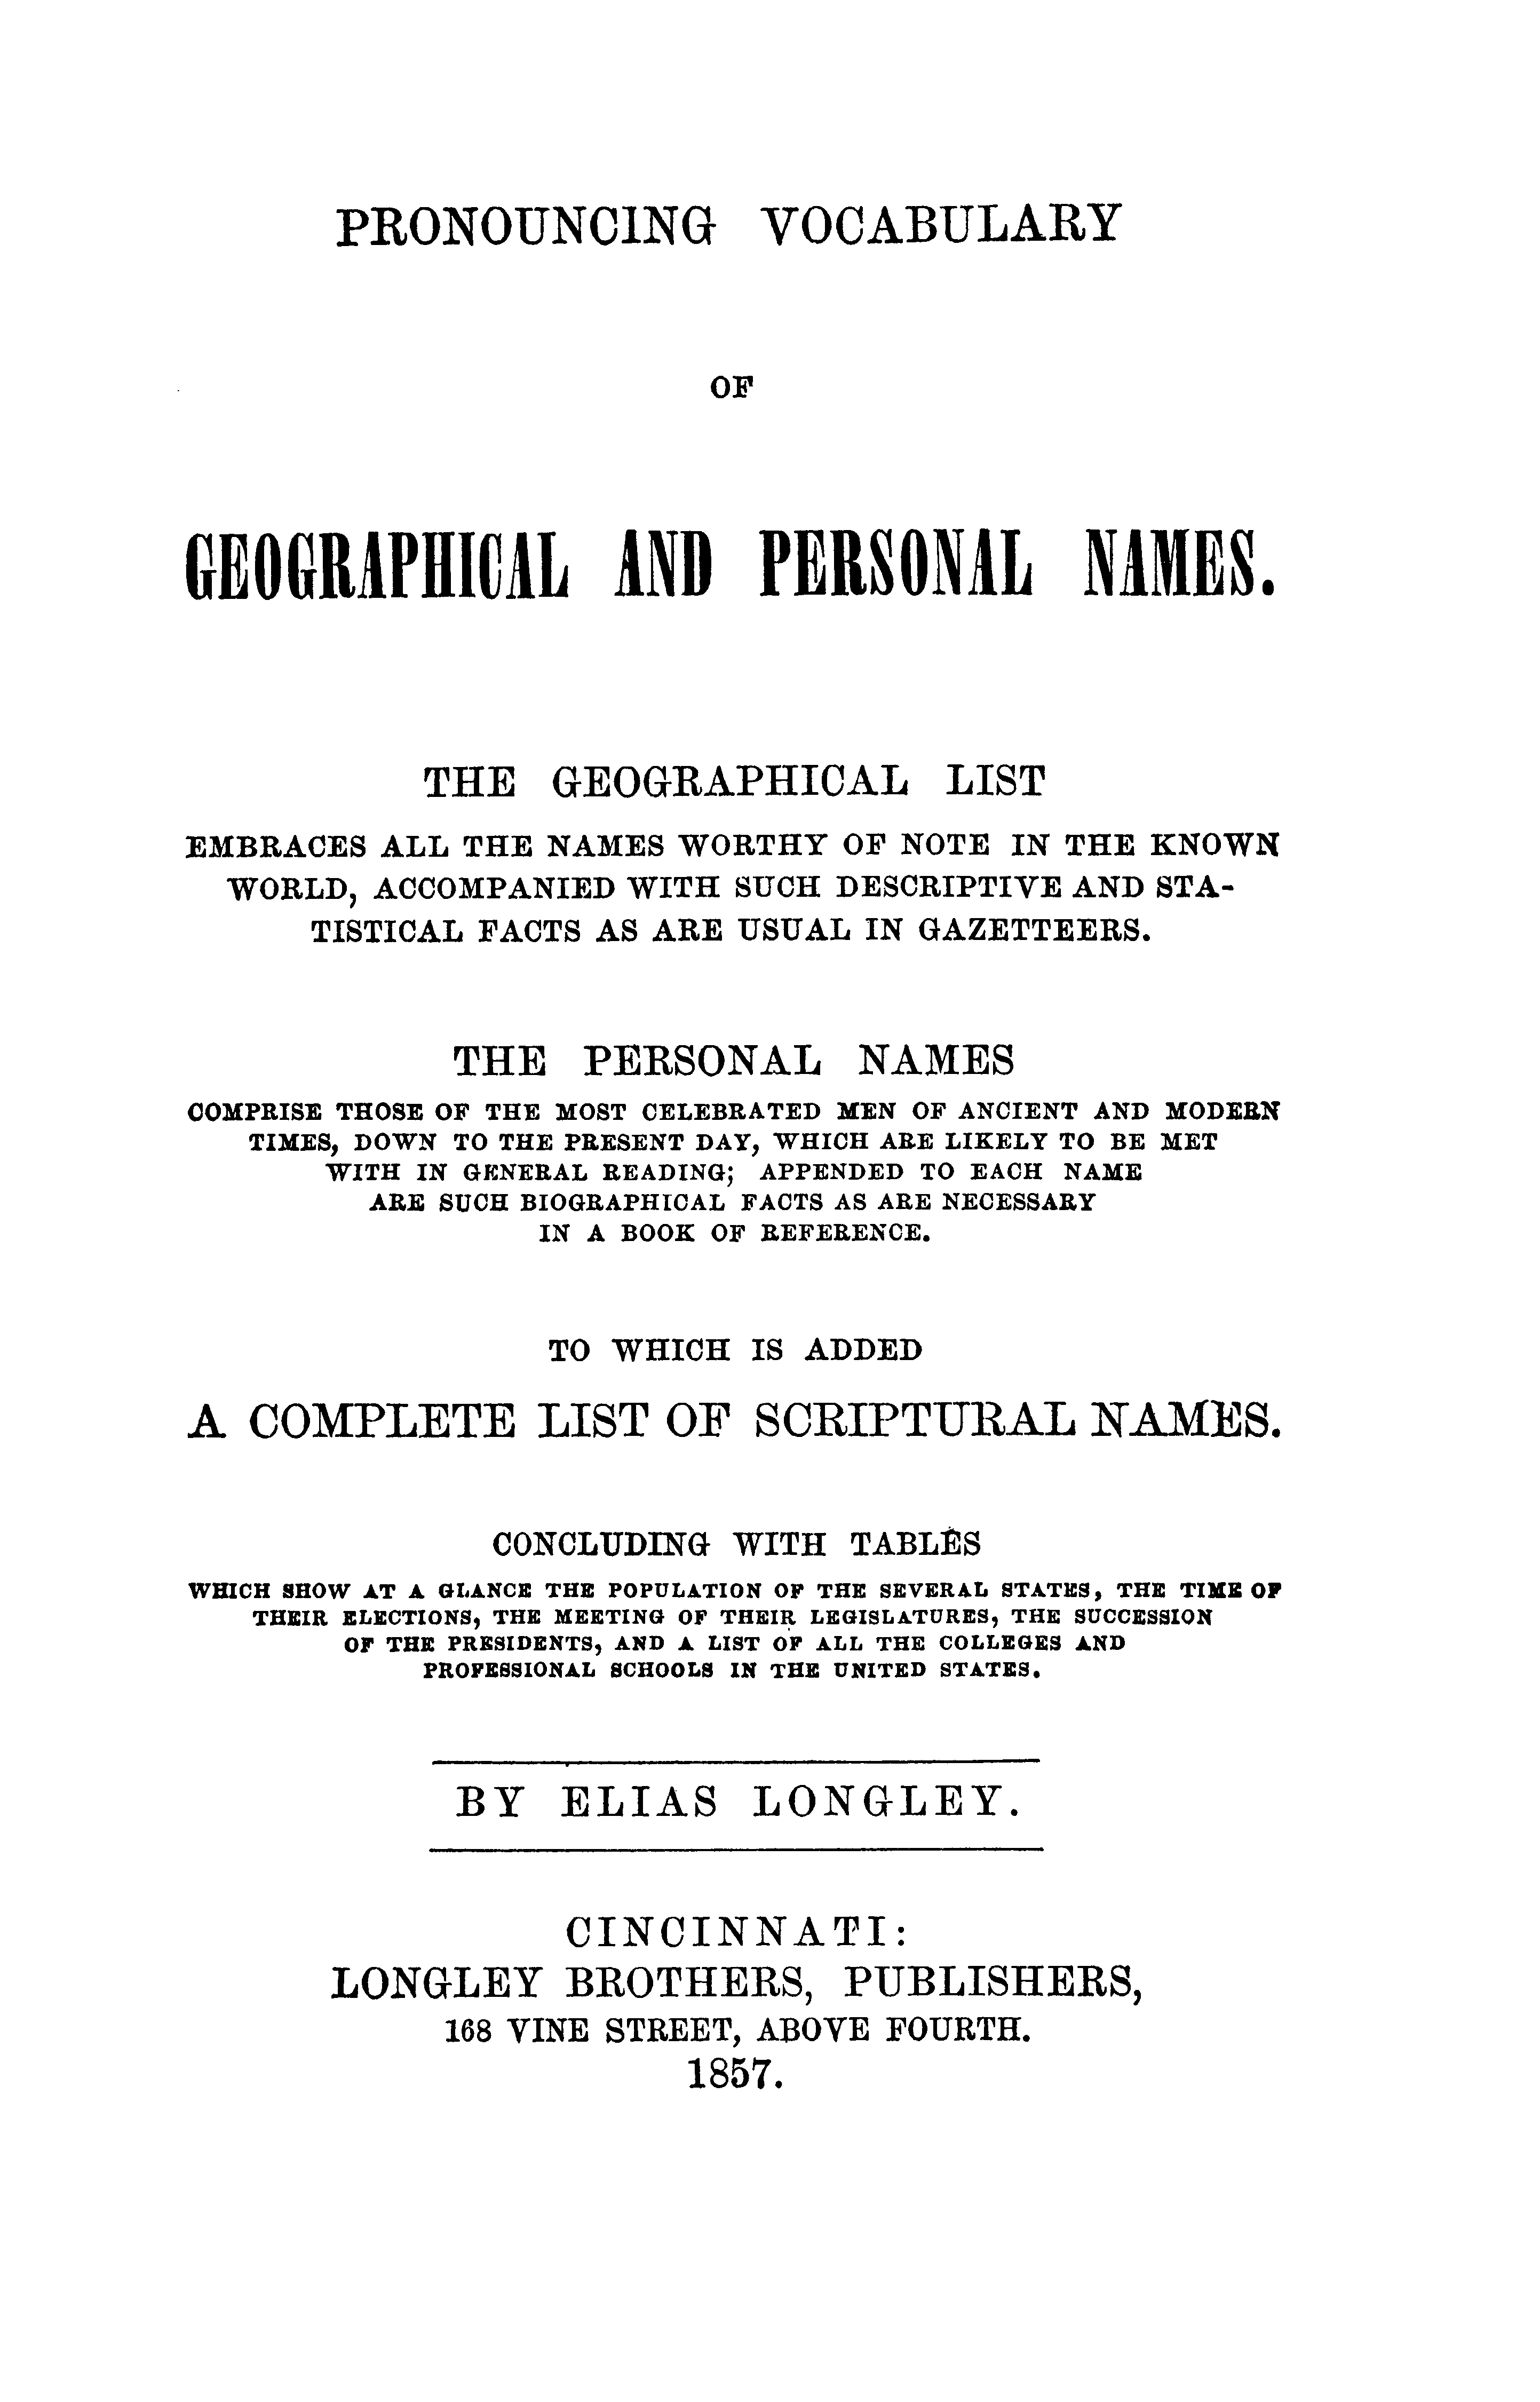 PRONOUNCING VOCABULARY
OF
GEOGRAPHICAL AND PERSONAL NAMES.
THE GEOGRAPHICAL LIST
EMBRACES ALL THE NAMES WORTHY OF NOTE IN THE KNOWN
WORLD, ACCOMPANIED WITH SUCH DESCRIPTIVE AND STA-
TISTICAL FACTS AS ARE USUAL IN GAZETTEERS.
THE PERSONAL NAMES
COMPRISE THOSE OF THE MOST CELEBRATED MEN OF ANCIENT AND MODERN
TIMES, DOWN TO THE PRESENT DAY, WHICH ARE LIKELY TO BE MET
WITH IN GENERAL READING; APPENDED TO EACH NAME
ARE SUCH BIOGRAPHICAL FACTS AS ARE NECESSARY
IN A BOOK OF REFERENCE.
TO WHICH IS ADDED
A COMPLETE LIST OF SCRIPTURAL NAMES.
CONCLUDING WITH TABLES
WHICH SHOW AT A GLANCE THE POPULATION OF THE SEVERAL STATES, THE TIME OF
THEIR ELECTIONS, THE MEETING OF THEIR LEGISLATURES, THE SUCCESSION
OF THE PRESIDENTS, AND A LIST OF ALL THE COLLEGES AND
PROFESSIONAL SCHOOLS IN THE UNITED STATES.
BY ELIAS LONGLEY.
CINCINNATI:
LONGLEY BROTHERS, PUBLISHERS,
168 VINE STREET, ABOVE FOURTH.
1857.